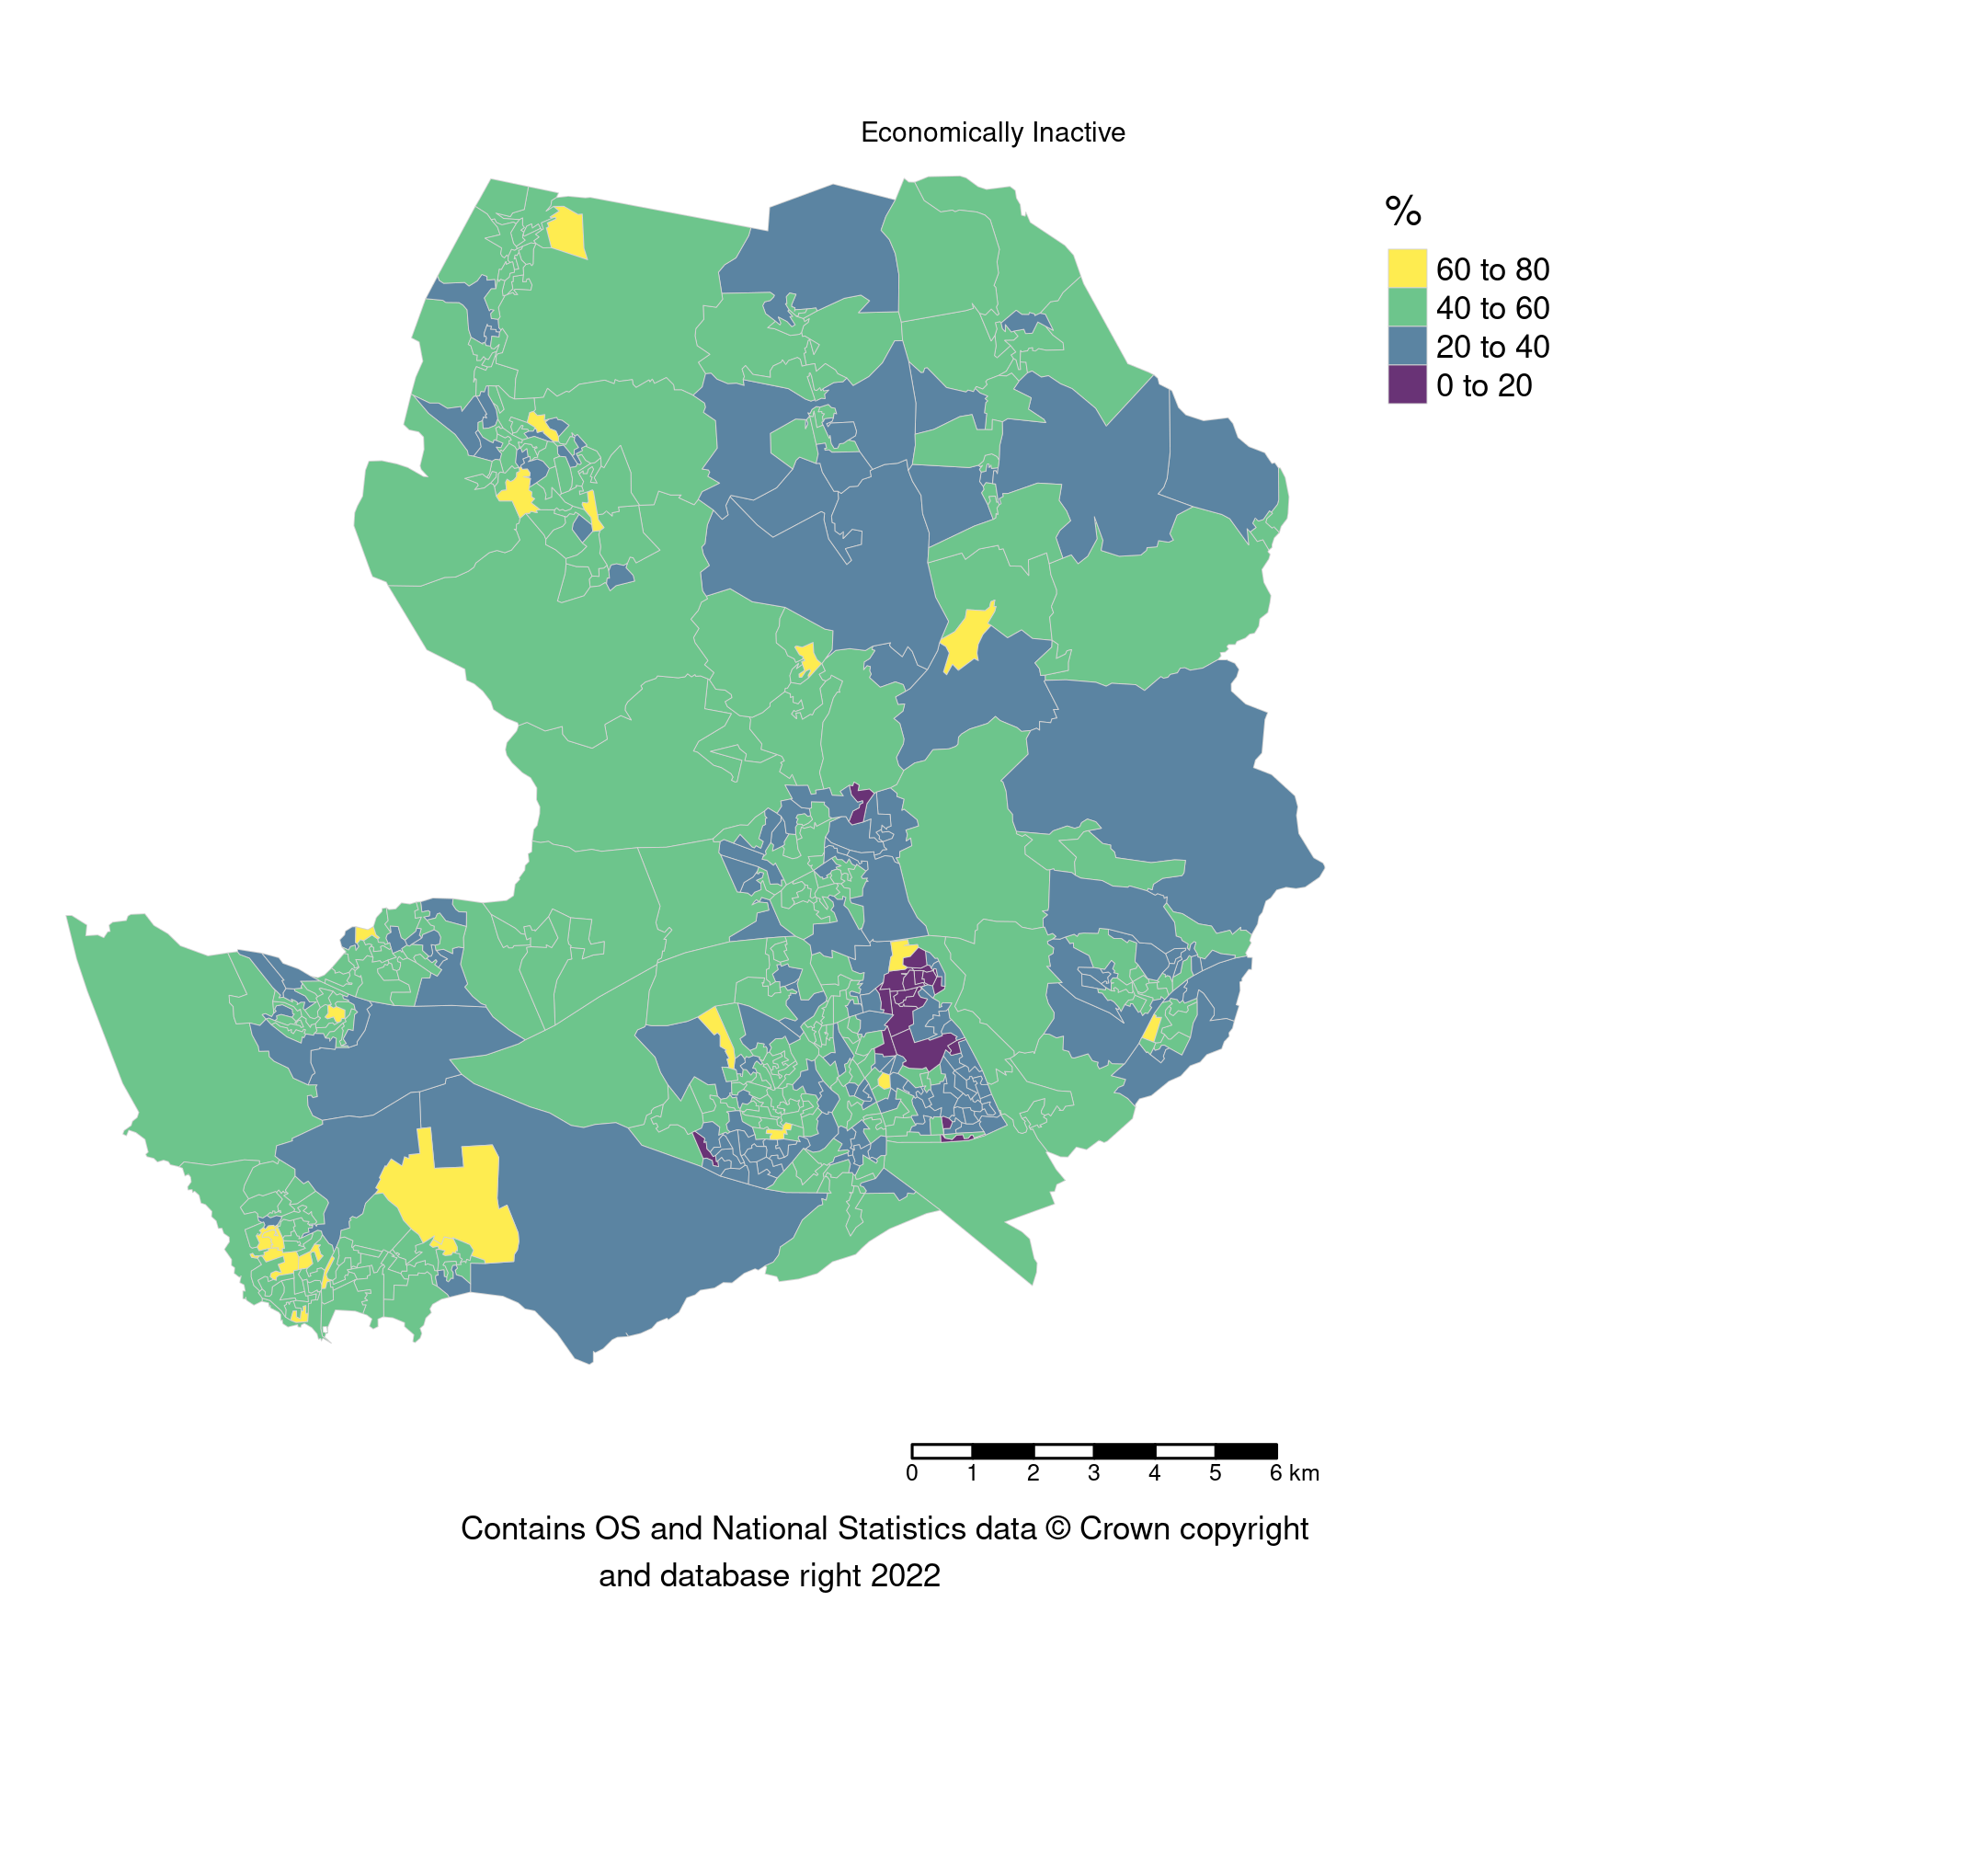 Economically Inactive
%
60 to 80
40 to 60
20 to 40
0 to 20
0 1 2 3 4 5 6 km
Contains OS and National Statistics data © Crown copyright
and database right 2022